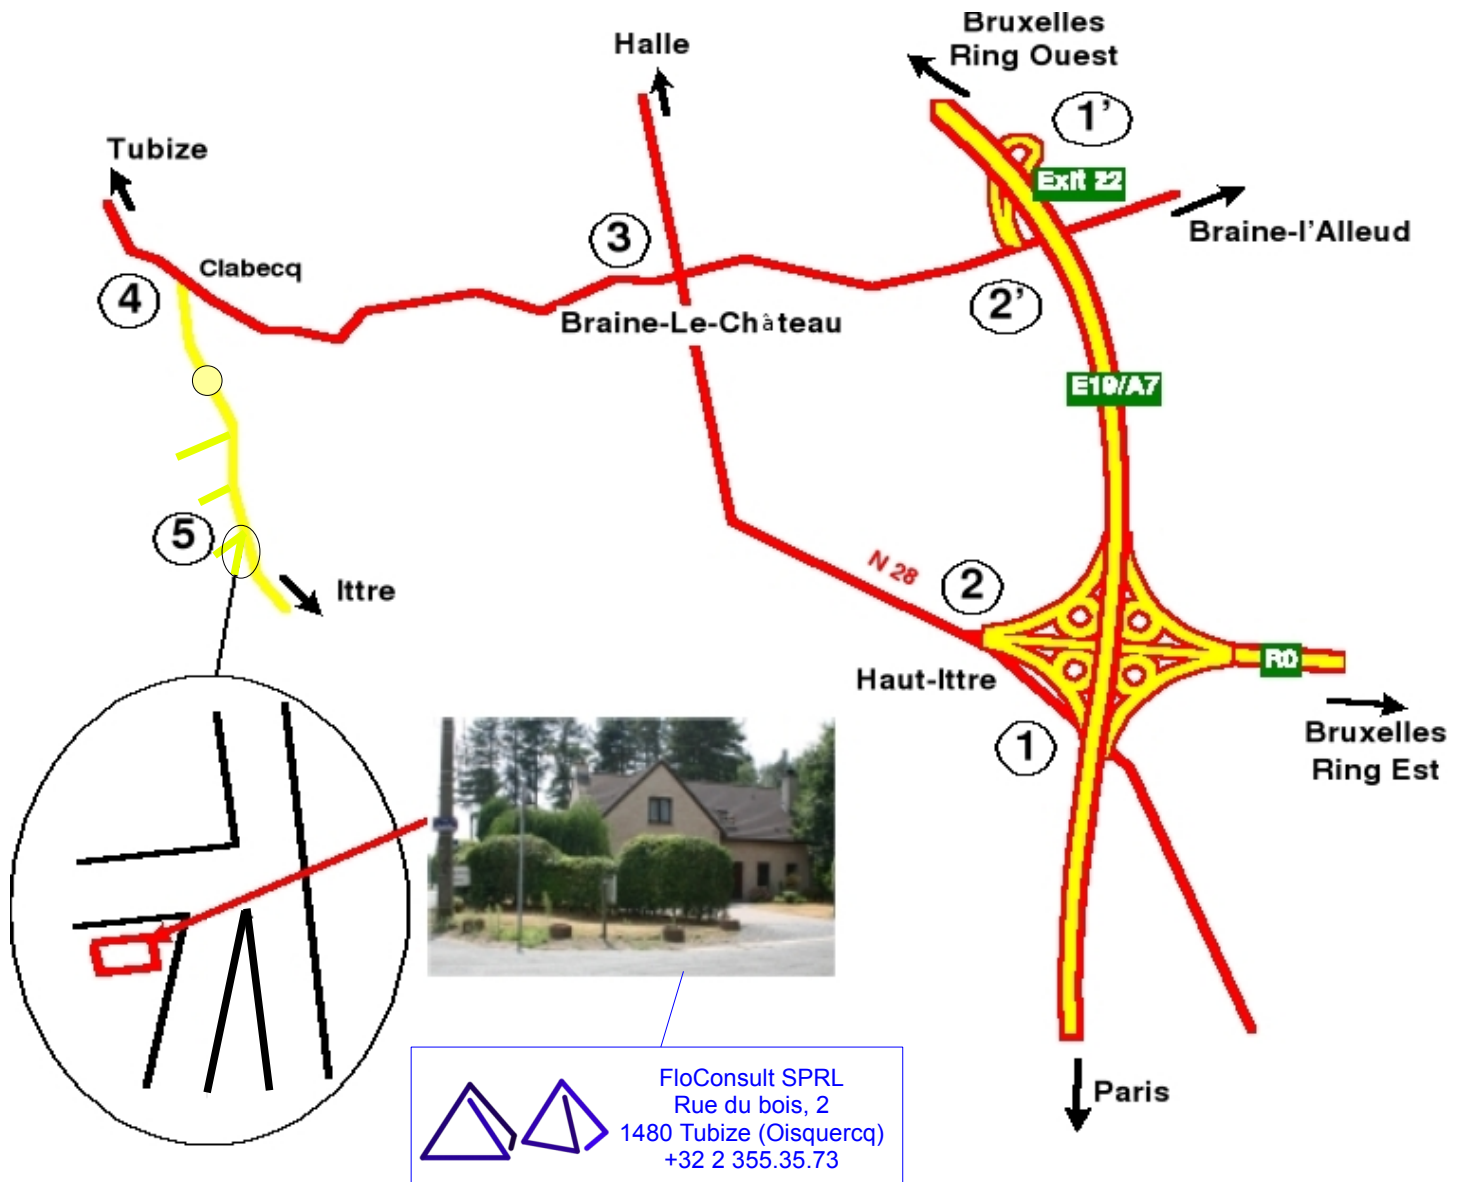 Bruxelles
Ring Ouest
Halle
1’
Tubize
Exit 22
3
Braine-l’Alleud
Clabecq
4
2’
Braine-Le-Château
E19/A7
5
N 28
2
Ittre
R0
Haut-Ittre
1
Bruxelles
Ring Est
FloConsult SPRL
Rue du bois, 2
1480 Tubize (Oisquercq)
+32 2 355.35.73
Paris